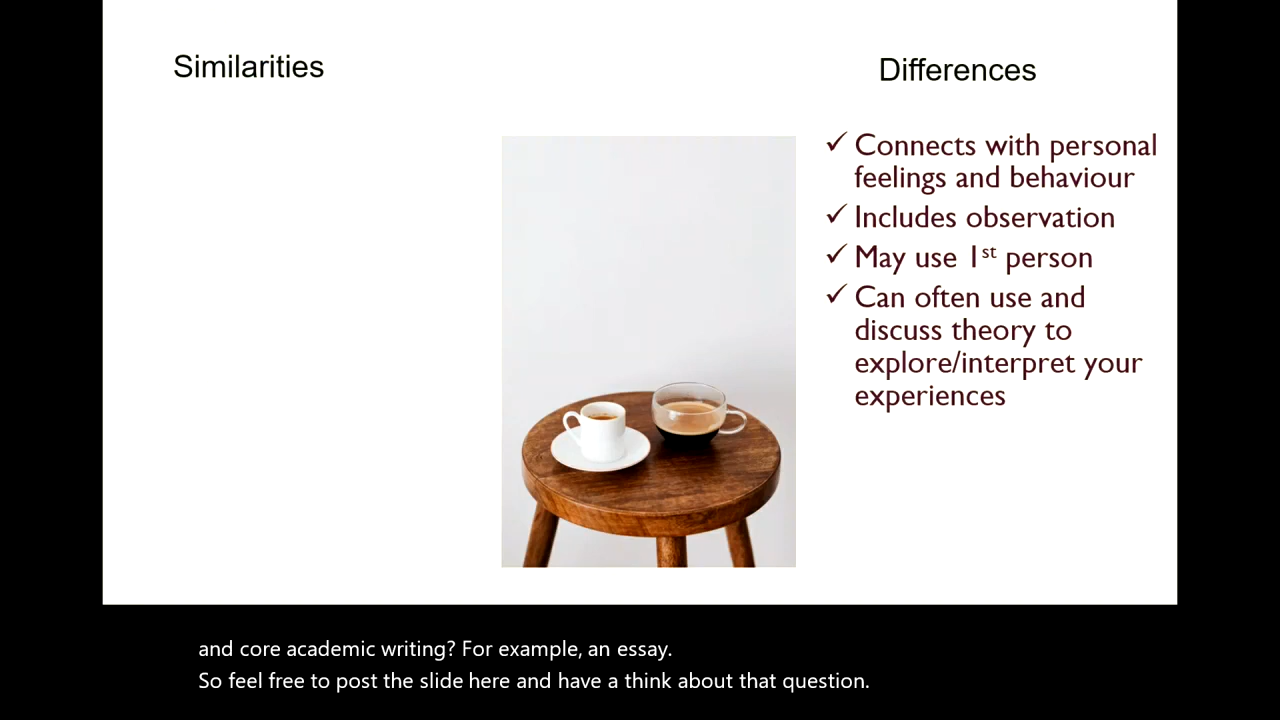 Similarities
Differences
✓ Connects with personal
feelings and behaviour
✓ Includes observation
✓ May use 1st person
✓ Can often use and
discuss theory to
explore/interpret your
experiences
and core academic writing? For example, an essay.
So feel free to post the slide here and have a think about that question.